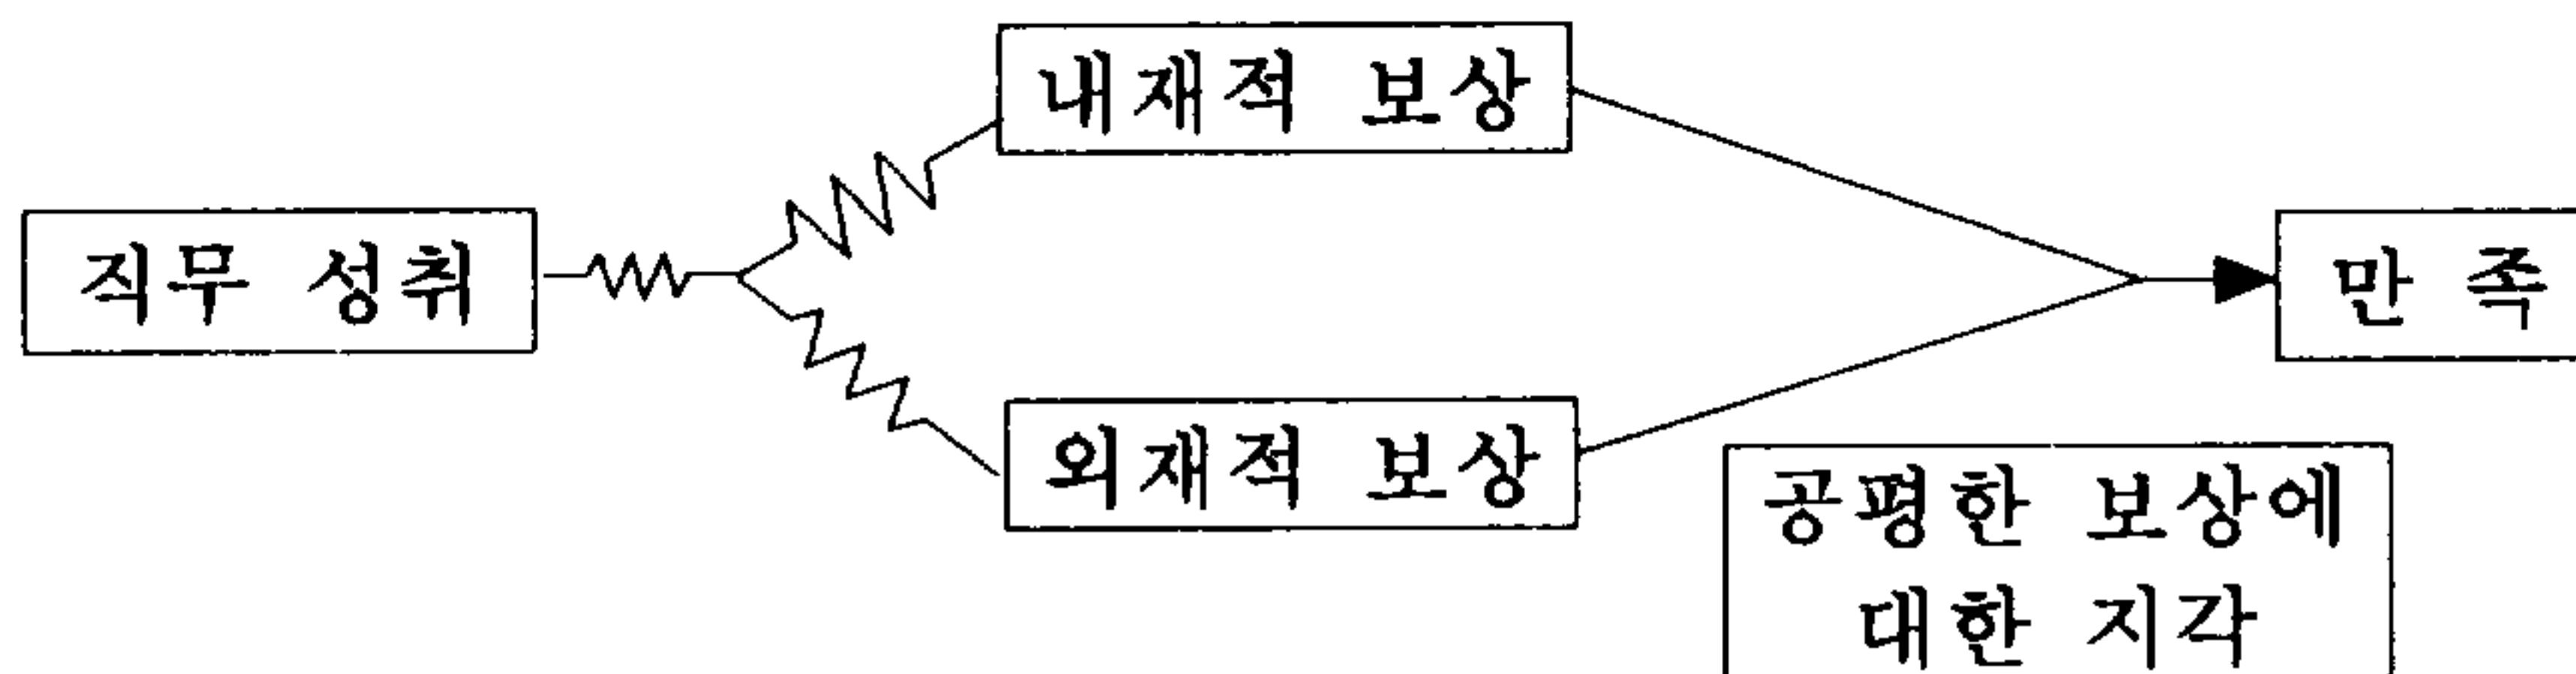 내재적 보상
직무 성취
만 족
외재적 보상
공평한 보상에
대한 지각